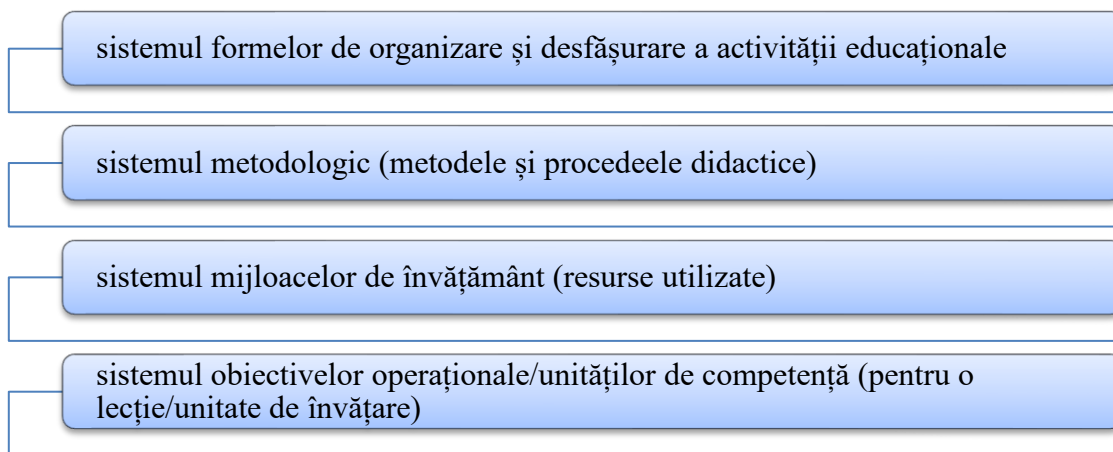 sistemul formelor de organizare și desfășurare a activității educaționale
sistemul metodologic (metodele și procedeele didactice)
sistemul mijloacelor de învățământ (resurse utilizate)
sistemul obiectivelor operaționale/unităților de competență (pentru o
lecție/unitate de învățare)